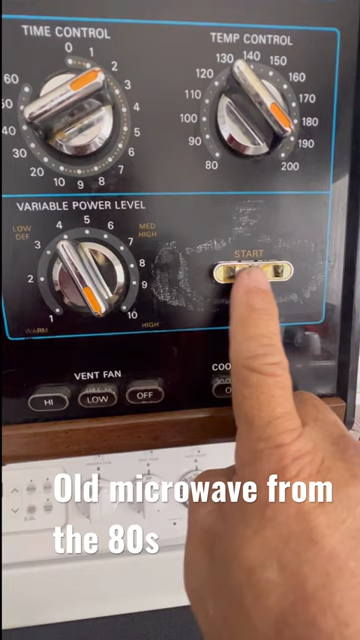 TIME CONTROL
0 1 2 3 4 5 6 7 8 9 10 20 30 40 50 60
TEMP CONTROL
80 90 100 110 120 130 140 150 160 170 180 190 200
VARIABLE POWER LEVEL
LOW
DEF
MED
HIGH
1 2 3 4 5 6 7 8 9 10
WARM
HIGH
START
VENT FAN
HI LOW OFF
Old microwave from
the 80s